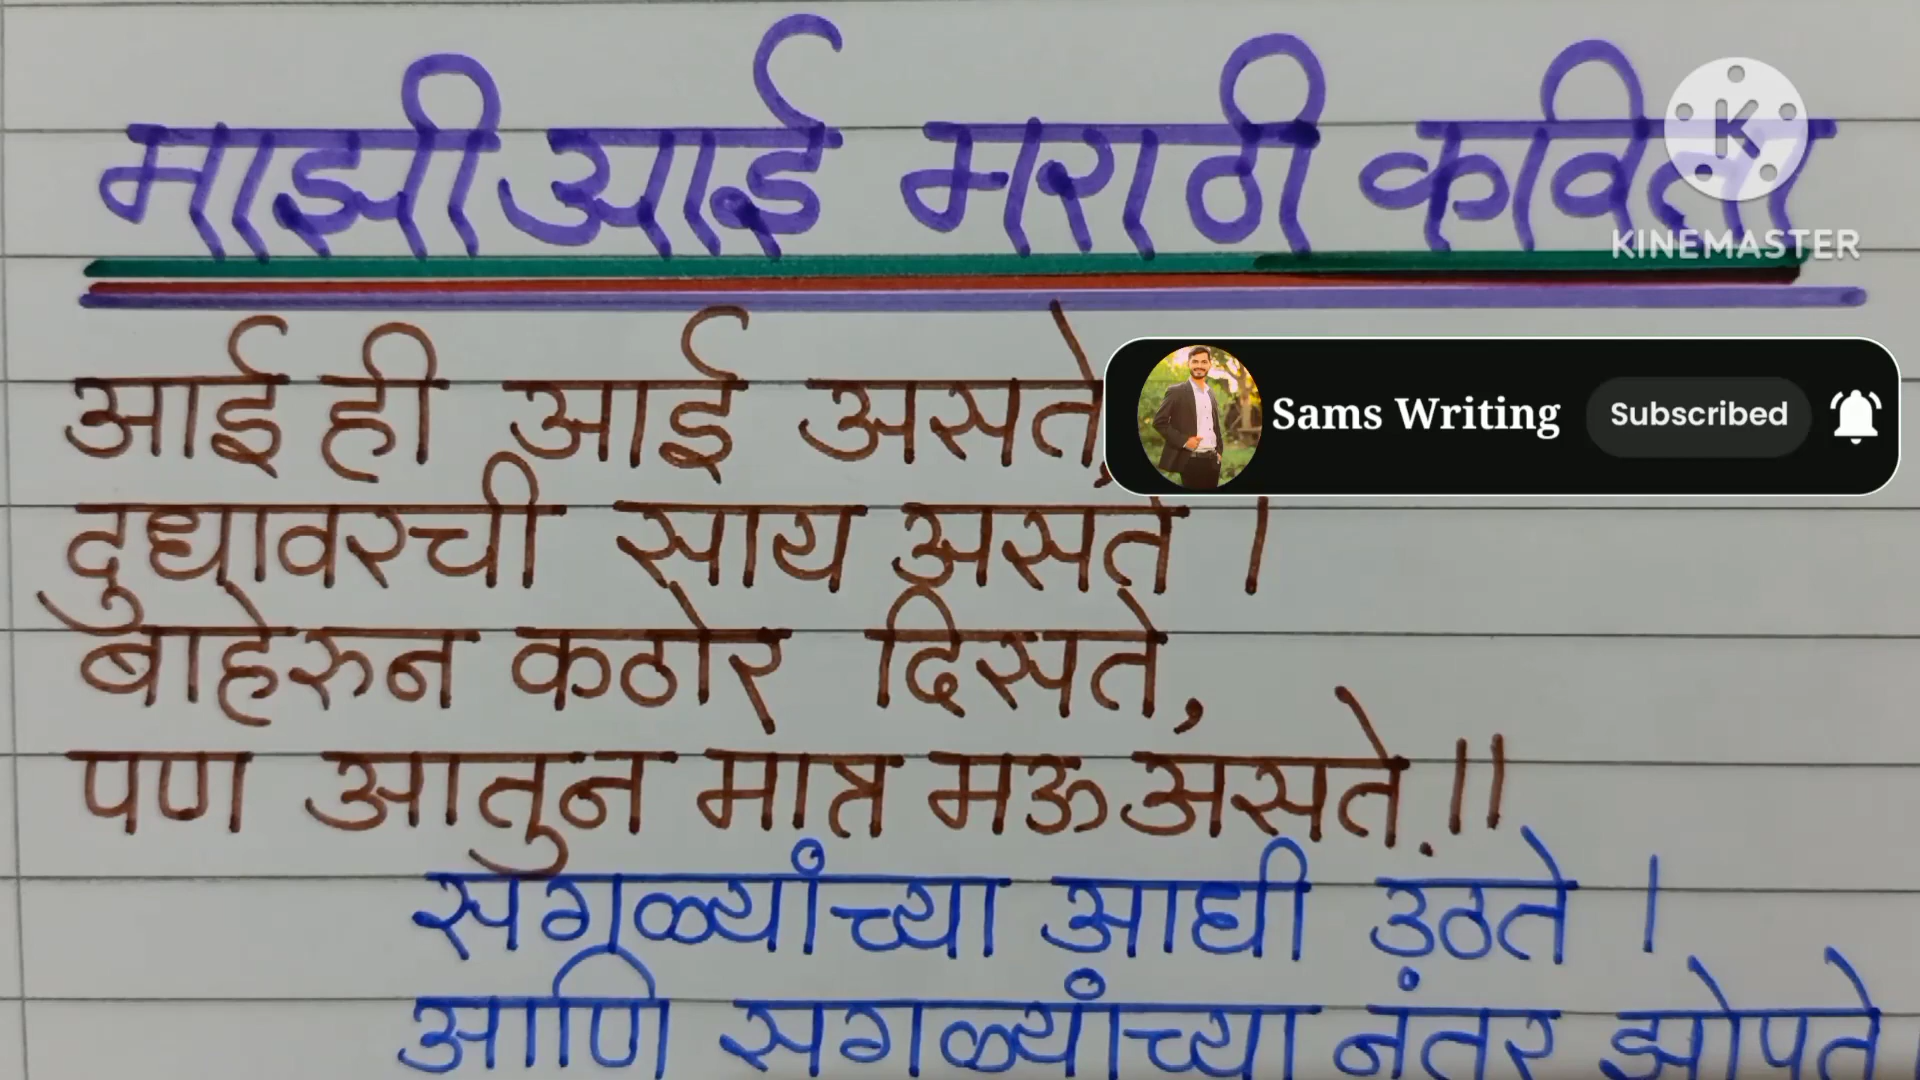 माझी आई मराठी कविता
KINEMASTER
आई ही आई असते,
Sams Writing
Subscribed
दुधावरची साय असते ।
बाहेरुन कठोर दिसते,
पण आतुन मात्र मऊ असते.॥
सगळ्यांच्या आधी उठते ।
आणि सगळ्यांच्या नंतर झोपते।